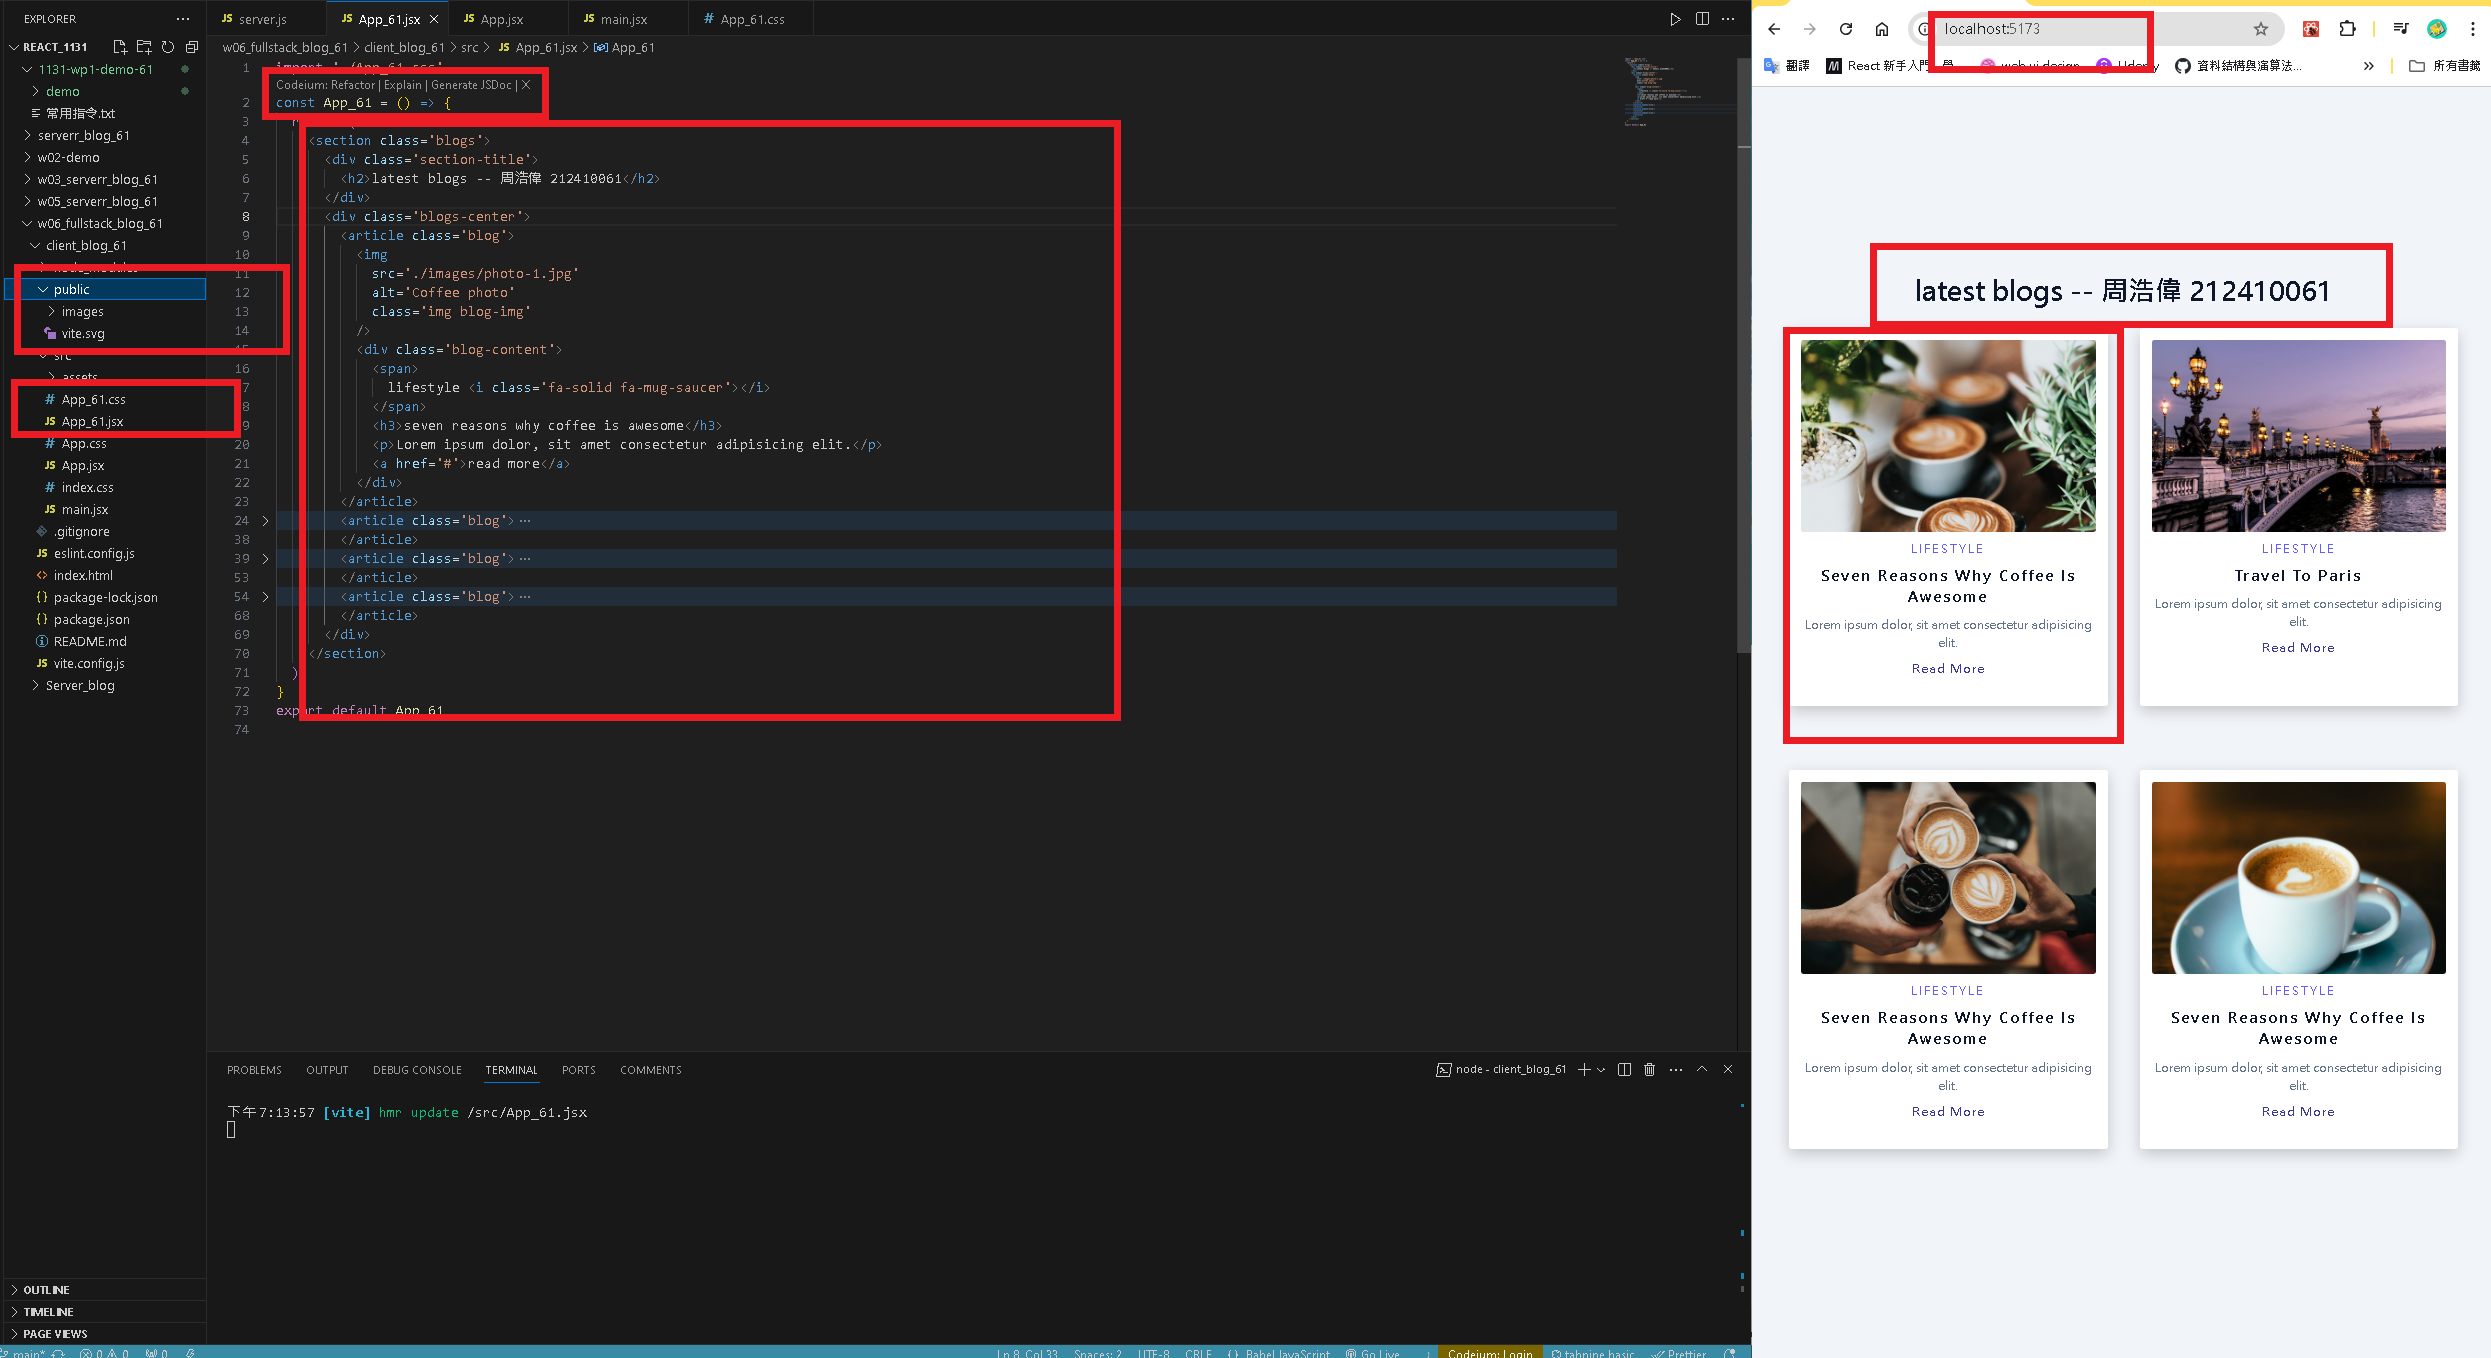 EXPLORER
REACT_1131
1131-wp1-demo-61
demo
常用指令.txt
serverr_blog_61
w02-demo
w03_serverr_blog_61
w05_serverr_blog_61
w06_fullstack_blog_61
client_blog_61
public
images
vite.svg
src
assets
App_61.css
App_61.jsx
App.css
App.jsx
index.css
main.jsx
.gitignore
eslint.config.js
index.html
package-lock.json
package.json
README.md
vite.config.js
Server_blog
OUTLINE
TIMELINE
PAGE VIEWS
server.js
App_61.jsx
App.jsx
main.jsx
App_61.css
w06_fullstack_blog_61 > client_blog_61 > src > App_61.jsx > App_61
1 import './App_61.css'
Codeium: Refactor | Explain | Generate JSDoc | X
2 const App_61 = () => {
3
4 <section class='blogs'>
5 <div class='section-title'>
6 <h2>latest blogs -- 周浩偉 212410061</h2>
7 </div>
8 <div class='blogs-center'>
9 <article class='blog'>
10 <img
11 src='./images/photo-1.jpg'
12 alt='Coffee photo'
13 class='img blog-img'
14 />
15 <div class='blog-content'>
16 <span>
17 lifestyle <i class='fa-solid fa-mug-saucer'></i>
18 </span>
19 <h3>seven reasons why coffee is awesome</h3>
20 <p>Lorem ipsum dolor, sit amet consectetur adipisicing elit.</p>
21 <a href='#'>read more</a>
22 </div>
23 </article>
24 <article class='blog'> ···
38 </article>
39 <article class='blog'> ···
53 </article>
54 <article class='blog'> ···
68 </article>
69 </div>
70 </section>
71 )
72 }
73 export default App_61
74
PROBLEMS
OUTPUT
DEBUG CONSOLE
TERMINAL
PORTS
COMMENTS
node - client_blog_61
下午7:13:57 [vite] hmr update /src/App_61.jsx
main* 0 0 0
Ln 8, Col 33
Spaces: 2
UTF-8
CRLF
{} Babel JavaScript
Go Live
Codeium: Login
tabnine basic
Prettier
localhost:5173
翻譯
React 新手入門
web ui design
Udemy
資料結構與演算法...
所有書籤
latest blogs -- 周浩偉 212410061
LIFESTYLE
Seven Reasons Why Coffee Is
Awesome
Lorem ipsum dolor, sit amet consectetur adipisicing
elit.
Read More
LIFESTYLE
Travel To Paris
Lorem ipsum dolor, sit amet consectetur adipisicing
elit.
Read More
LIFESTYLE
Seven Reasons Why Coffee Is
Awesome
Lorem ipsum dolor, sit amet consectetur adipisicing
elit.
Read More
LIFESTYLE
Seven Reasons Why Coffee Is
Awesome
Lorem ipsum dolor, sit amet consectetur adipisicing
elit.
Read More